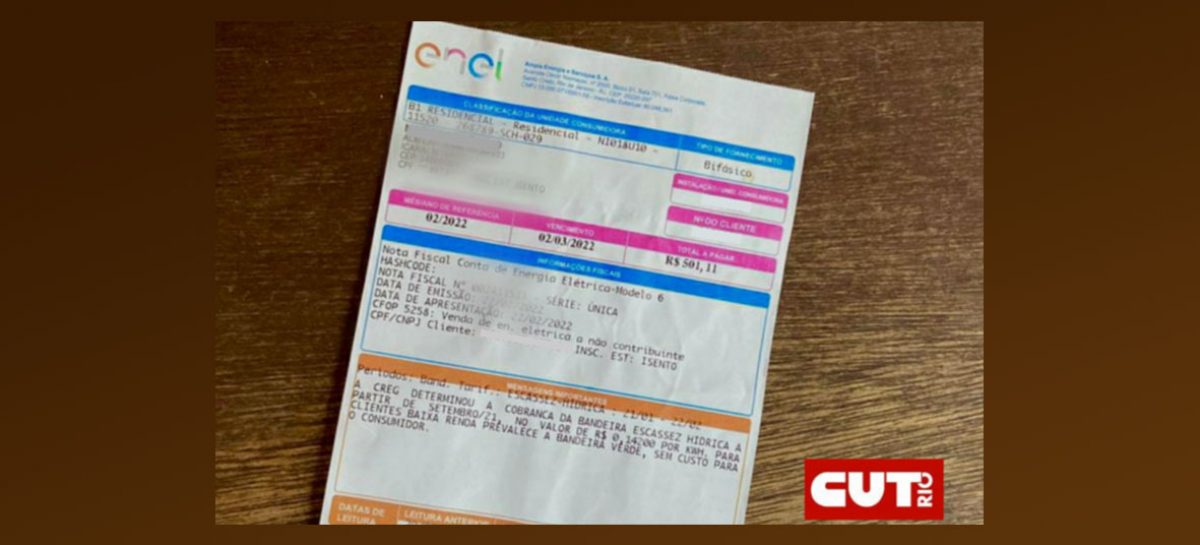 enel
Ampla Energia e Serviços S. A.
CLASSIFICAÇÃO DA UNIDADE CONSUMIDORA
B1 RESIDENCIAL - Residencial -
TIPO DE FORNECIMENTO
Bifásico
INSTALAÇÃO / UNID. CONSUMIDORA
Nº DO CLIENTE
MÊS/ANO DE REFERÊNCIA
02/2022
VENCIMENTO
02/03/2022
TOTAL A PAGAR
R$ 501,11
INFORMAÇÕES FISCAIS
Nota Fiscal Conta de Energia Elétrica-Modelo 6
HASHCODE:
NOTA FISCAL Nº SÉRIE: ÚNICA
DATA DE EMISSÃO:
DATA DE APRESENTAÇÃO: 22/02/2022
CFOP 5258: Venda de en. elétrica a não contribuinte
CPF/CNPJ Cliente: INSC. EST: ISENTO
MENSAGENS IMPORTANTES
Períodos: Band. Tarif.: ESCASSEZ HÍDRICA : 21/01 - 22/02
A CREG DETERMINOU A COBRANCA DA BANDEIRA ESCASSEZ HÍDRICA A
PARTIR DE SETEMBRO/21, NO VALOR DE R$ 0,14200 POR KWH. PARA
CLIENTES BAIXA RENDA PREVALECE A BANDEIRA VERDE, SEM CUSTO PARA
O CONSUMIDOR.
DATAS DE
LEITURA
LEITURA ANTERIOR
CUT RIO